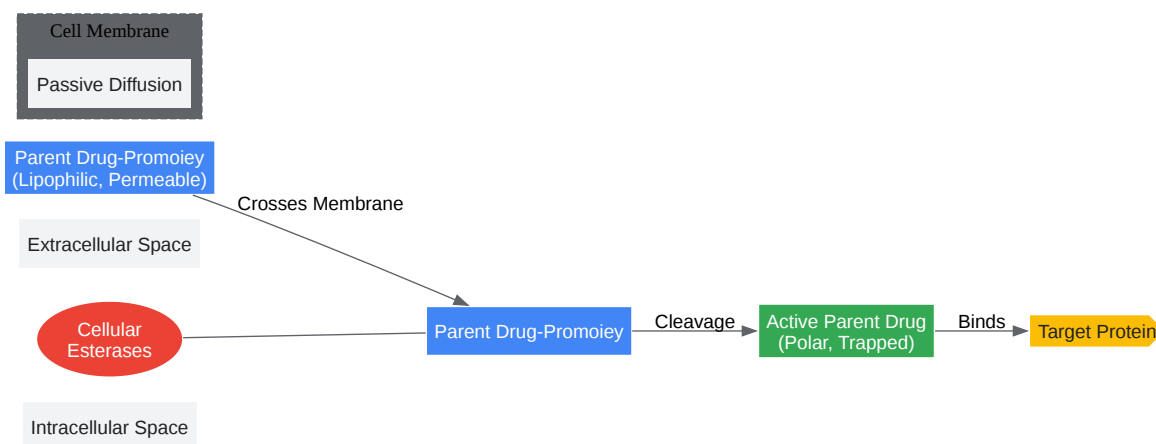 Cell Membrane
Passive Diffusion
Parent Drug-Promoiey
(Lipophilic, Permeable)
Crosses Membrane
Extracellular Space
Cellular
Esterases
Parent Drug-Promoiey
Cleavage
Active Parent Drug
(Polar, Trapped)
Binds
Target Protein
Intracellular Space